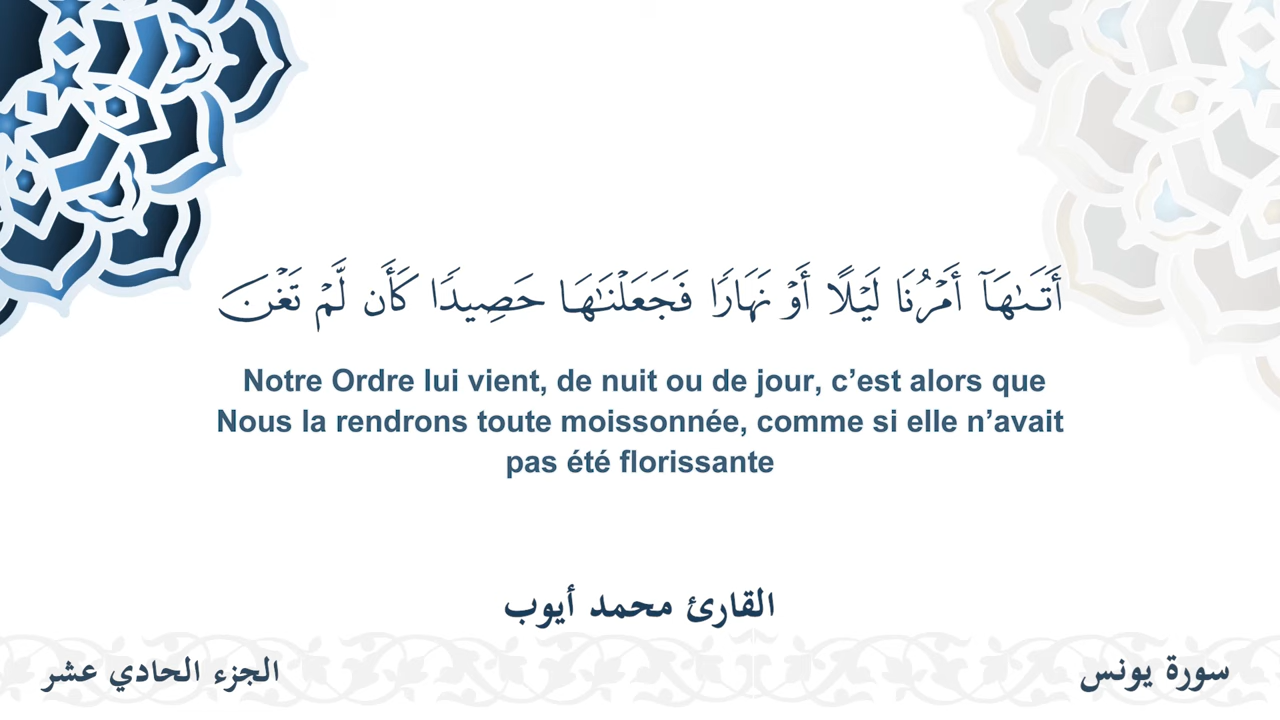 أَتَىٰهَآ أَمۡرُنَا لَيۡلًا أَوۡ نَهَارٗا فَجَعَلۡنَٰهَا حَصِيدٗا كَأَن لَّمۡ تَغۡنَ
Notre Ordre lui vient, de nuit ou de jour, c’est alors que
Nous la rendrons toute moissonnée, comme si elle n’avait
pas été florissante
القارئ محمد أيوب
سورة يونس
الجزء الحادي عشر